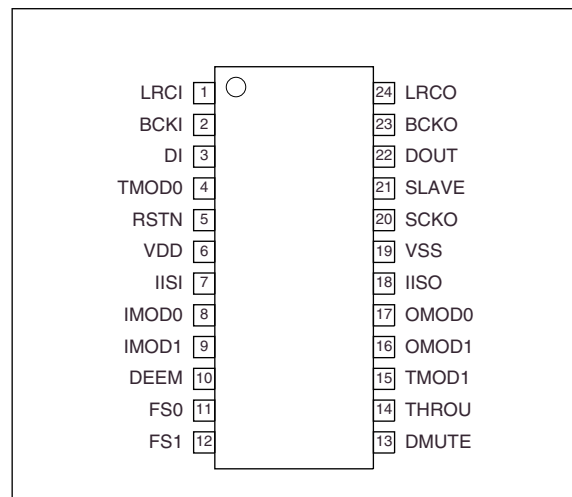 LRCI 1 24 LRCO
BCKI 2 23 BCKO
DI 3 22 DOUT
TMOD0 4 21 SLAVE
RSTN 5 20 SCKO
VDD 6 19 VSS
IISI 7 18 IISO
IMOD0 8 17 OMOD0
IMOD1 9 16 OMOD1
DEEM 10 15 TMOD1
FS0 11 14 THROU
FS1 12 13 DMUTE